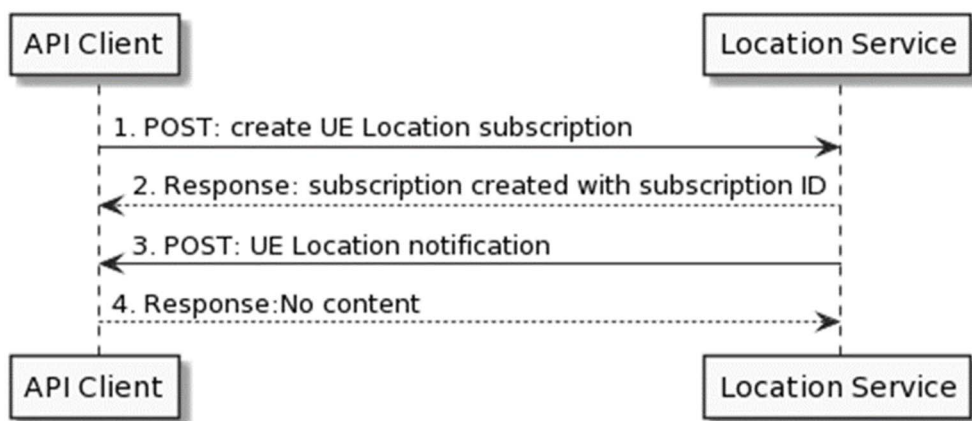 API Client
Location Service
1. POST: create UE Location subscription
2. Response: subscription created with subscription ID
3. POST: UE Location notification
4. Response:No content
API Client
Location Service